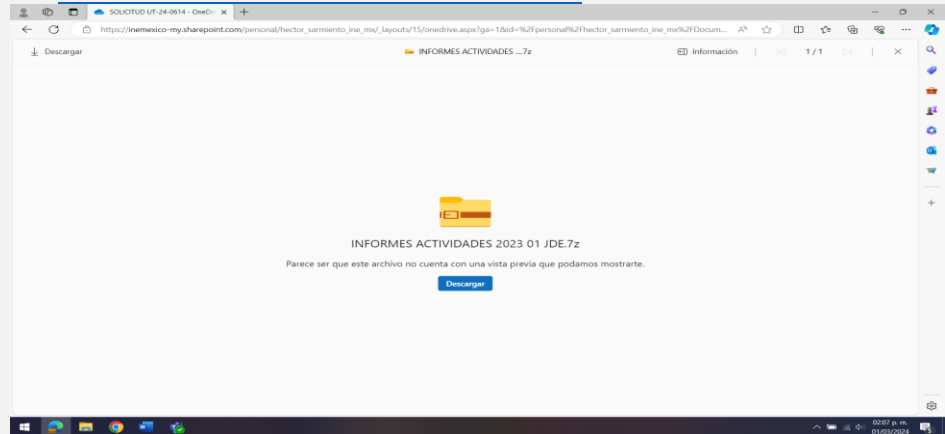 SOLICITUD UT-24-0614 - OneDri
https://inemexico-my.sharepoint.com/personal/hector_sarmiento_ine_mx/_layouts/15/onedrive.aspx?ga=1&id=%2Fpersonal%2Fhector_sarmiento_ine_mx%2FDocum...
Descargar
INFORMES ACTIVIDADES ....7z
Información
1 / 1
INFORMES ACTIVIDADES 2023 01 JDE.7z
Parece ser que este archivo no cuenta con una vista previa que podamos mostrarte.
Descargar
02:07 p. m.
01/03/2024